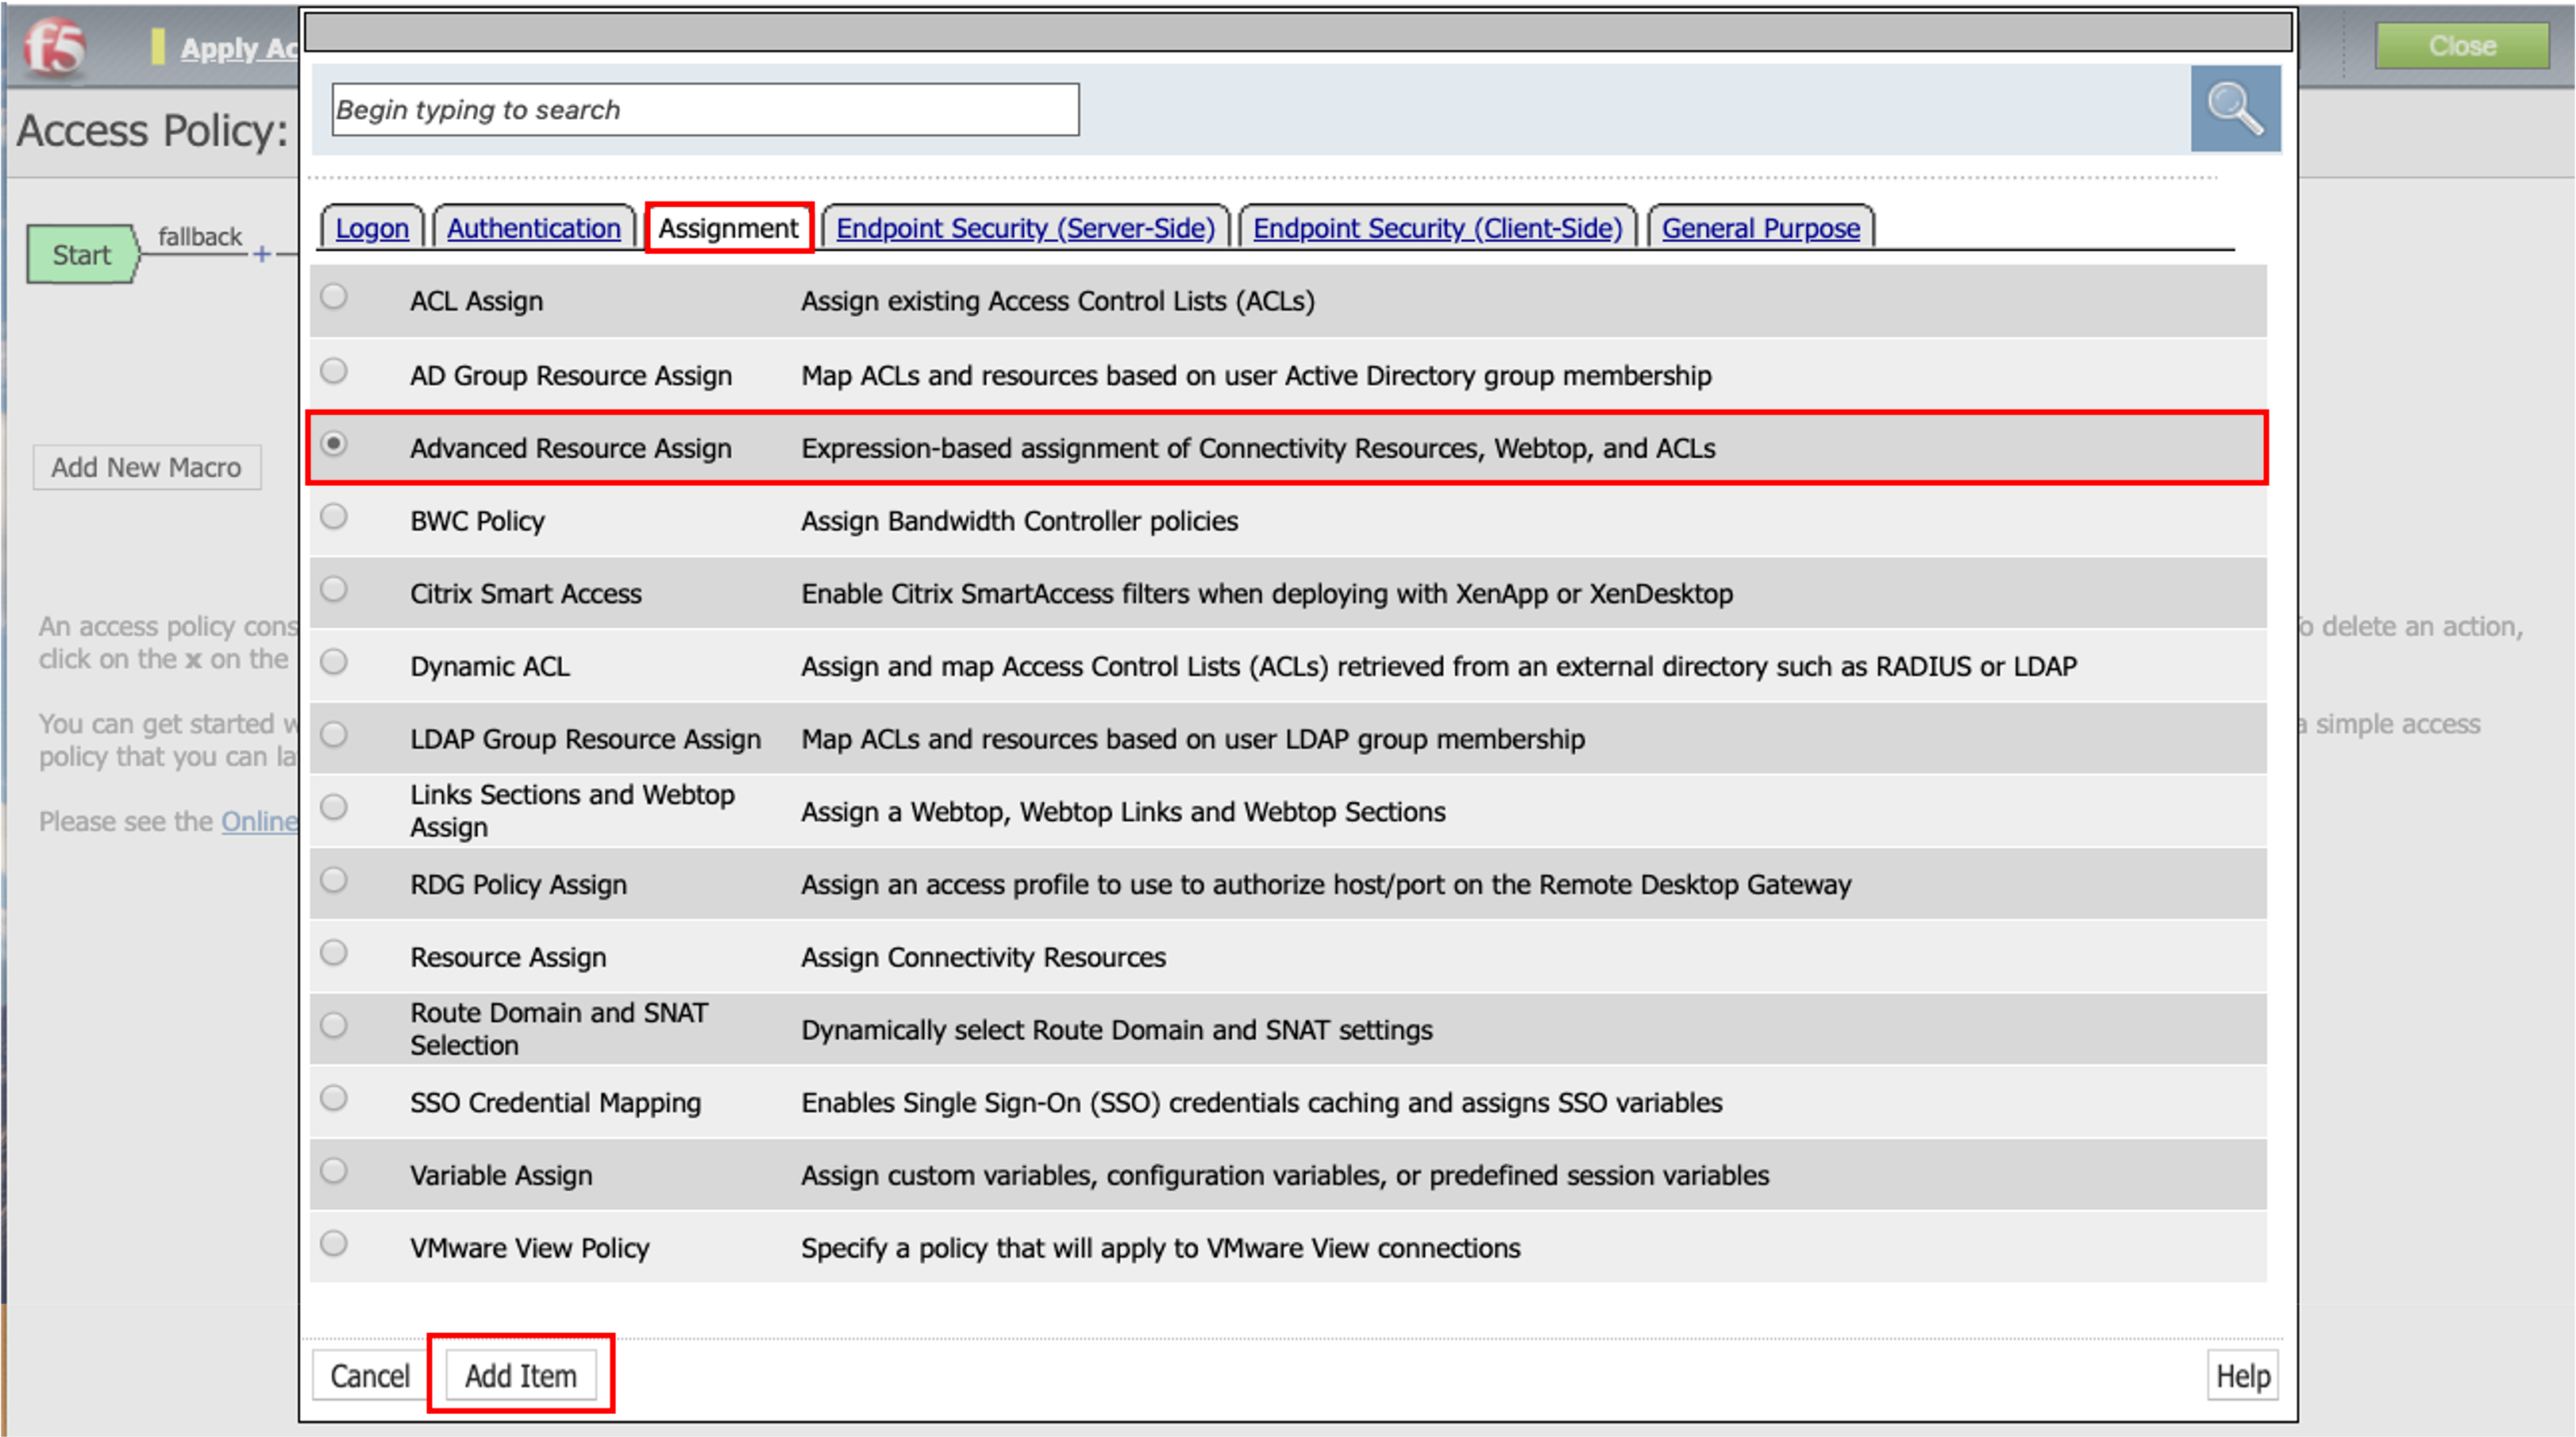 f5
Apply Ac
Close
Access Policy:
Begin typing to search
Logon
Authentication
Assignment
Endpoint Security (Server-Side)
Endpoint Security (Client-Side)
General Purpose
Start
fallback
+
Add New Macro
ACL Assign
Assign existing Access Control Lists (ACLs)
AD Group Resource Assign
Map ACLs and resources based on user Active Directory group membership
Advanced Resource Assign
Expression-based assignment of Connectivity Resources, Webtop, and ACLs
BWC Policy
Assign Bandwidth Controller policies
Citrix Smart Access
Enable Citrix SmartAccess filters when deploying with XenApp or XenDesktop
Dynamic ACL
Assign and map Access Control Lists (ACLs) retrieved from an external directory such as RADIUS or LDAP
LDAP Group Resource Assign
Map ACLs and resources based on user LDAP group membership
Links Sections and Webtop
Assign
Assign a Webtop, Webtop Links and Webtop Sections
RDG Policy Assign
Assign an access profile to use to authorize host/port on the Remote Desktop Gateway
Resource Assign
Assign Connectivity Resources
Route Domain and SNAT
Selection
Dynamically select Route Domain and SNAT settings
SSO Credential Mapping
Enables Single Sign-On (SSO) credentials caching and assigns SSO variables
Variable Assign
Assign custom variables, configuration variables, or predefined session variables
VMware View Policy
Specify a policy that will apply to VMware View connections
An access policy cons
click on the x on the
You can get started w
policy that you can la
Please see the Online
o delete an action,
a simple access
Cancel
Add Item
Help